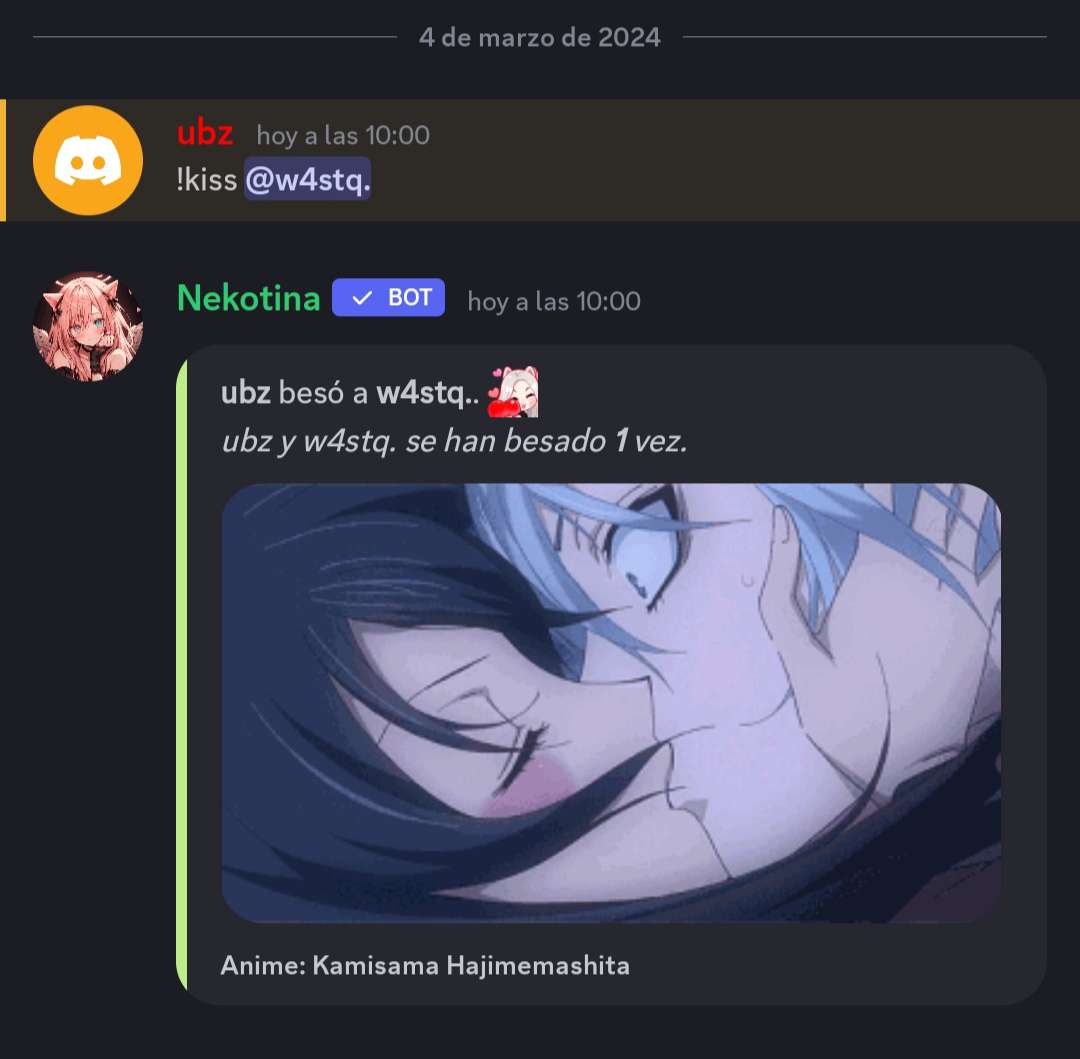 4 de marzo de 2024
ubz hoy a las 10:00
!kiss @w4stq.
Nekotina BOT hoy a las 10:00
ubz besó a w4stq..
ubz y w4stq. se han besado 1 vez.
Anime: Kamisama Hajimemashita